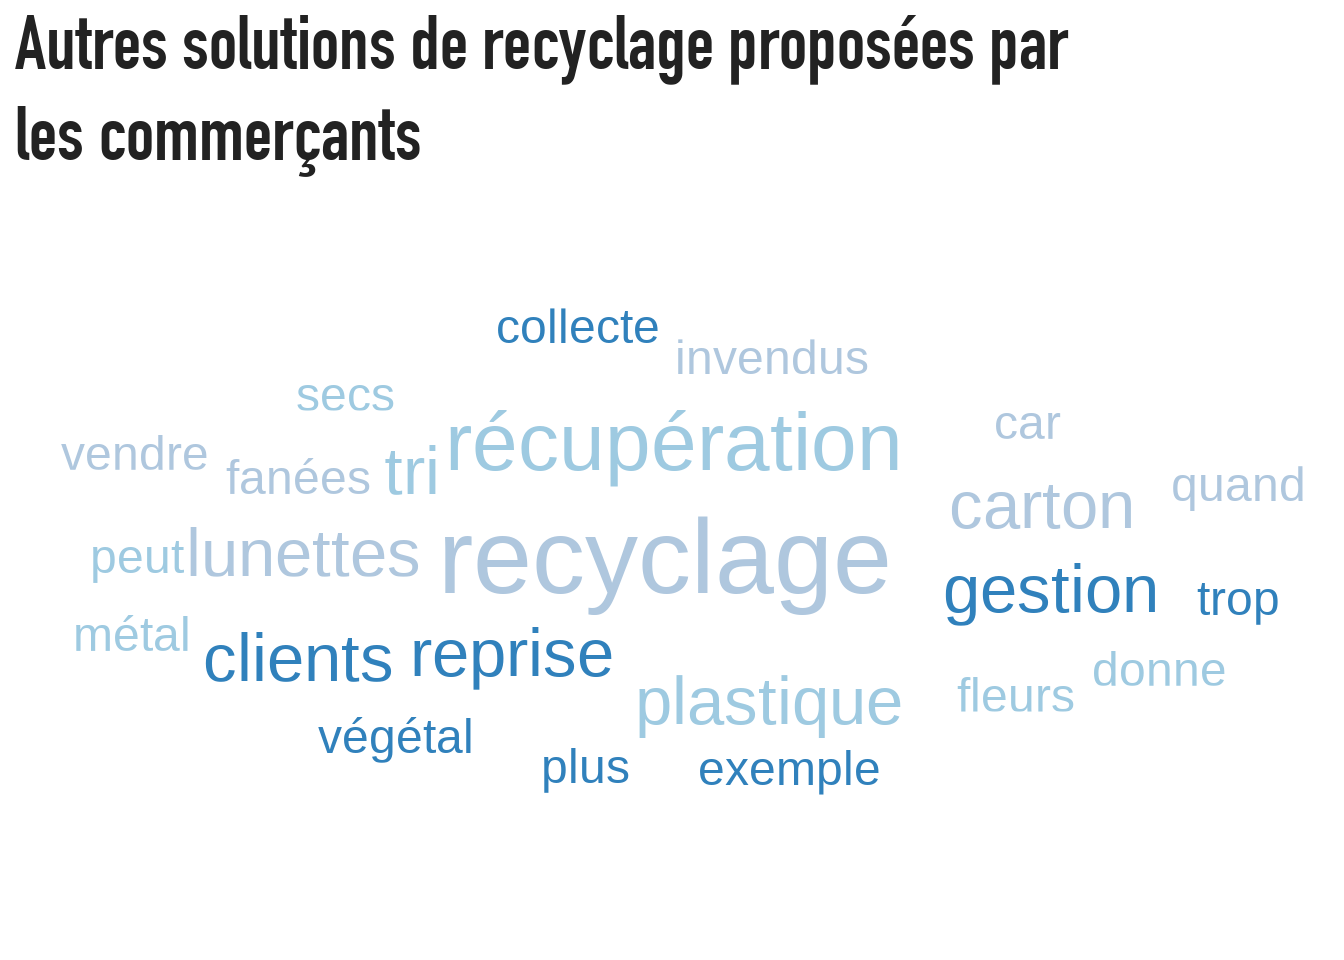 Autres solutions de recyclage proposées par
les commerçants
collecte
invendus
secs
récupération
car
vendre
fanées
tri
quand
carton
peut
lunettes
recyclage
gestion
trop
métal
clients
reprise
donne
plastique
fleurs
végétal
plus
exemple